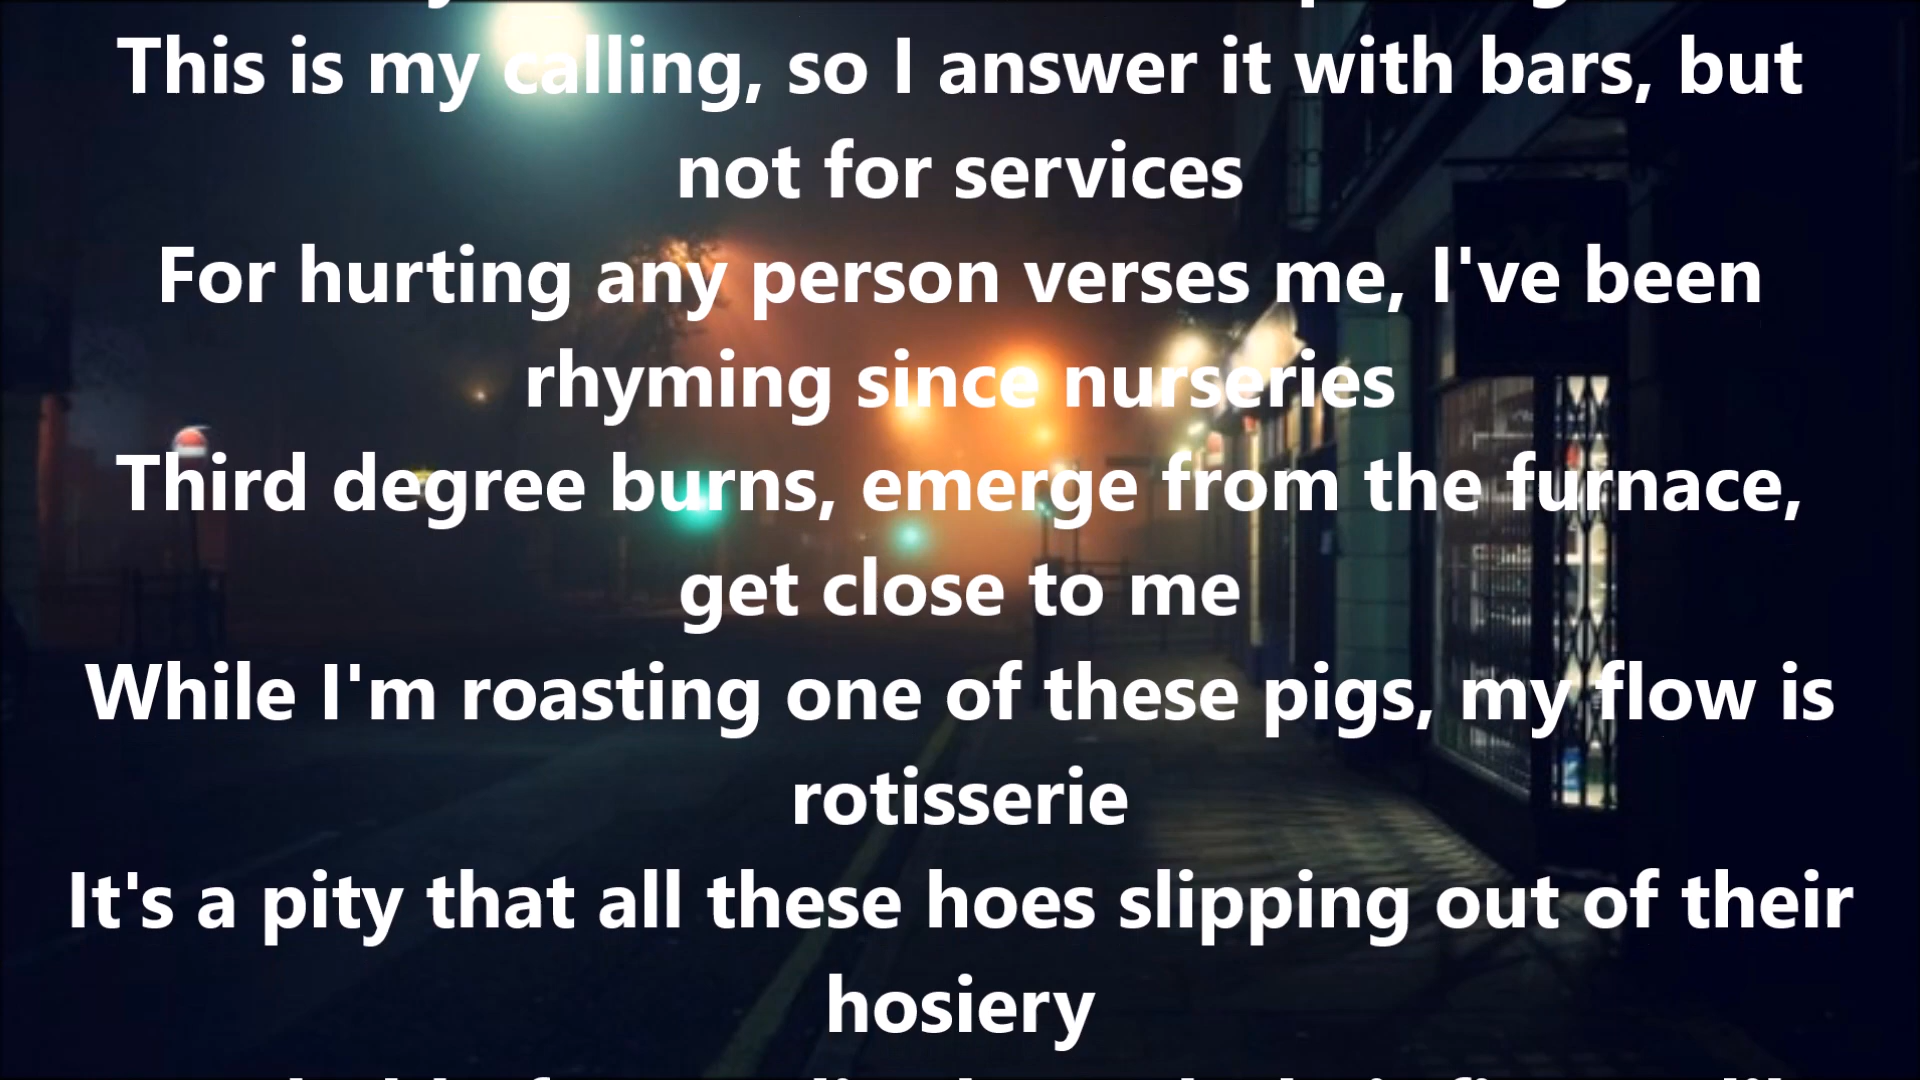 This is my calling, so I answer it with bars, but
not for services
For hurting any person verses me, I've been
rhyming since nurseries
Third degree burns, emerge from the furnace,
get close to me
While I'm roasting one of these pigs, my flow is
rotisserie
It's a pity that all these hoes slipping out of their
hosiery